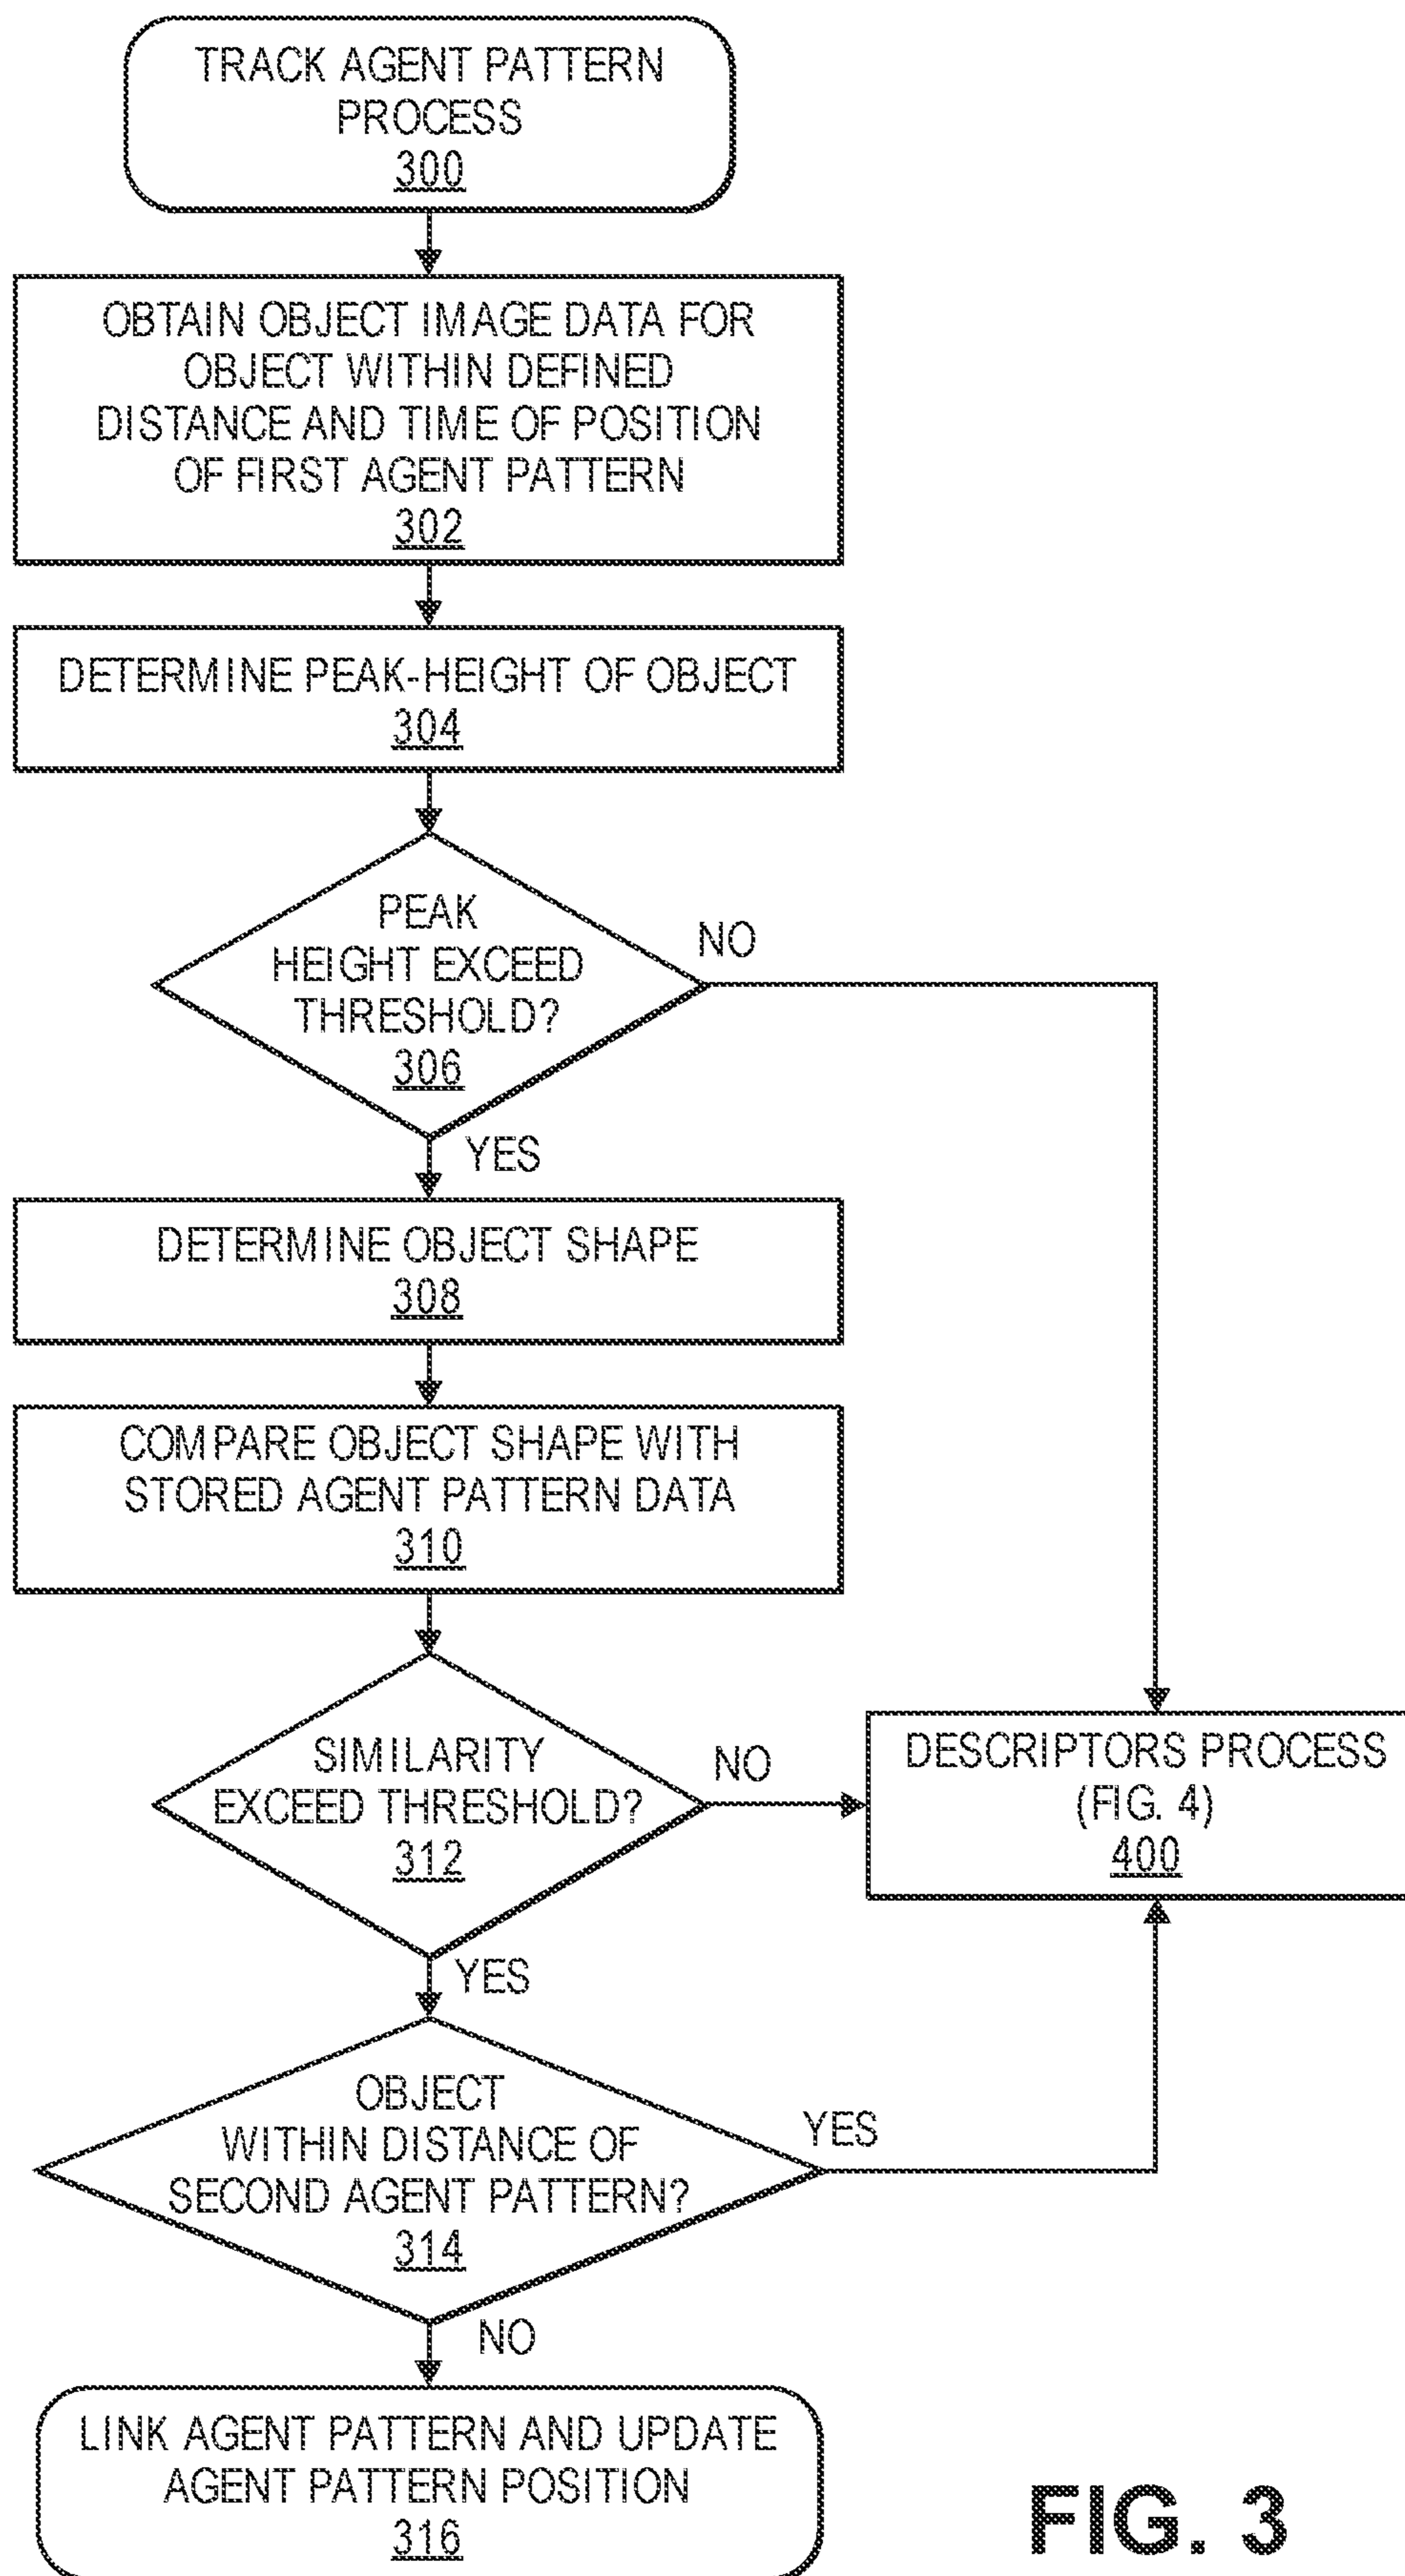 TRACK AGENT PATTERN
PROCESS
300
OBTAIN OBJECT IMAGE DATA FOR
OBJECT WITHIN DEFINED
DISTANCE AND TIME OF POSITION
OF FIRST AGENT PATTERN
302
DETERMINE PEAK-HEIGHT OF OBJECT
304
PEAK
HEIGHT EXCEED
THRESHOLD?
306
NO
YES
DETERMINE OBJECT SHAPE
308
COMPARE OBJECT SHAPE WITH
STORED AGENT PATTERN DATA
310
SIMILARITY
EXCEED THRESHOLD?
312
NO
DESCRIPTORS PROCESS
(FIG. 4)
400
YES
OBJECT
WITHIN DISTANCE OF
SECOND AGENT PATTERN?
314
YES
NO
LINK AGENT PATTERN AND UPDATE
AGENT PATTERN POSITION
316
FIG. 3